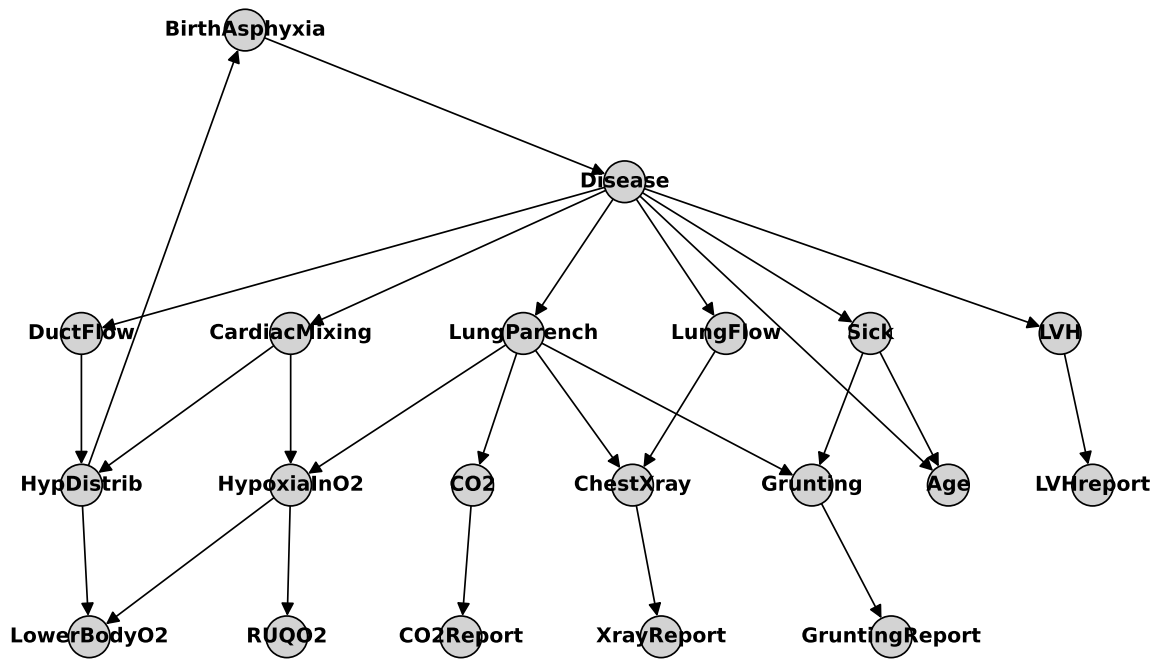 BirthAsphyxia
Disease
DuctFlow
CardiacMixing
LungParench
LungFlow
Sick
LVH
HypDistrib
HypoxiaInO2
CO2
ChestXray
Grunting
Age
LVHreport
LowerBodyO2
RUQO2
CO2Report
XrayReport
GruntingReport